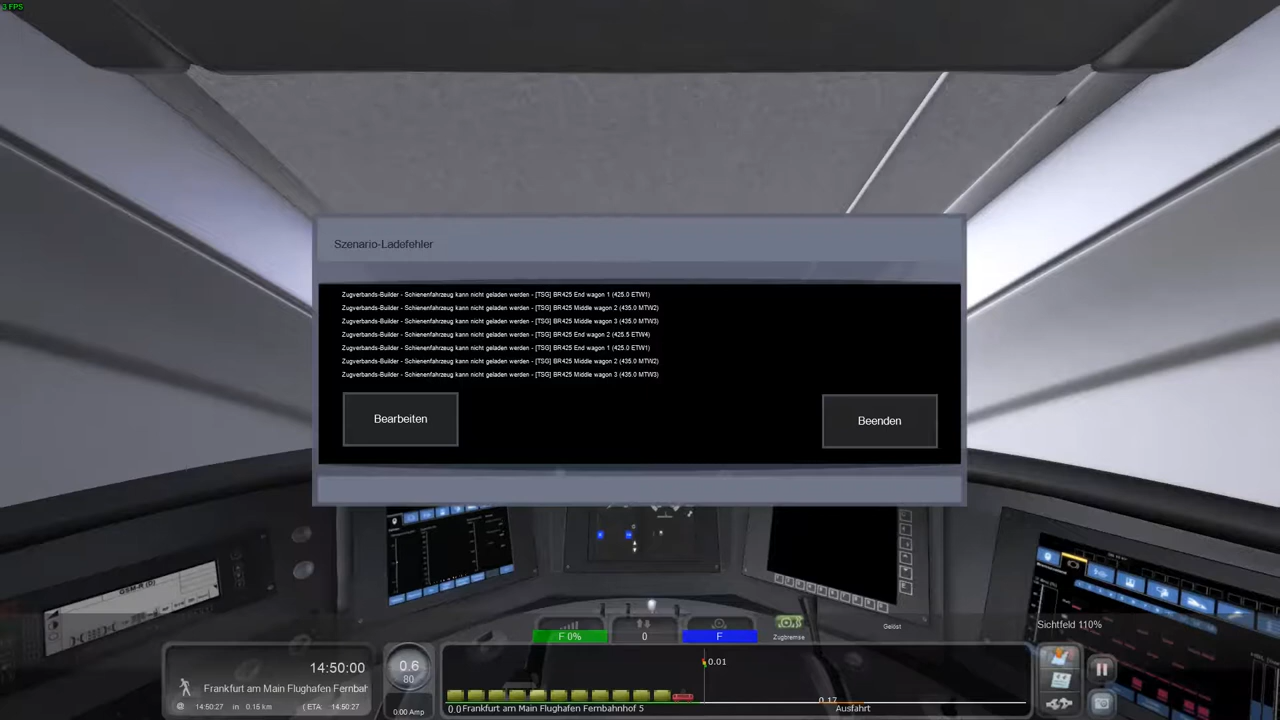 3 FPS
Szenario-Ladefehler
Zugverbands-Builder - Schienenfahrzeug kann nicht geladen werden - [TSG] BR425 End wagon 1 (425.0 ETW1)
Zugverbands-Builder - Schienenfahrzeug kann nicht geladen werden - [TSG] BR425 Middle wagon 2 (435.0 MTW2)
Zugverbands-Builder - Schienenfahrzeug kann nicht geladen werden - [TSG] BR425 Middle wagon 3 (435.0 MTW3)
Zugverbands-Builder - Schienenfahrzeug kann nicht geladen werden - [TSG] BR425 End wagon 2 (425.5 ETW4)
Zugverbands-Builder - Schienenfahrzeug kann nicht geladen werden - [TSG] BR425 End wagon 1 (425.0 ETW1)
Zugverbands-Builder - Schienenfahrzeug kann nicht geladen werden - [TSG] BR425 Middle wagon 2 (435.0 MTW2)
Zugverbands-Builder - Schienenfahrzeug kann nicht geladen werden - [TSG] BR425 Middle wagon 3 (435.0 MTW3)
Bearbeiten
Beenden
GSM-R (D)
Sichtfeld 110%
F 0%
0
F
Zugbremse
Gelöst
14:50:00
Frankfurt am Main Flughafen Fernbah
@ 14:50:27 in 0.15 km ( ETA: 14:50:27
0.6
80
0:00 Amp
0.01
0.17
0.0 Frankfurt am Main Flughafen Fernbahnhof 5
Ausfahrt